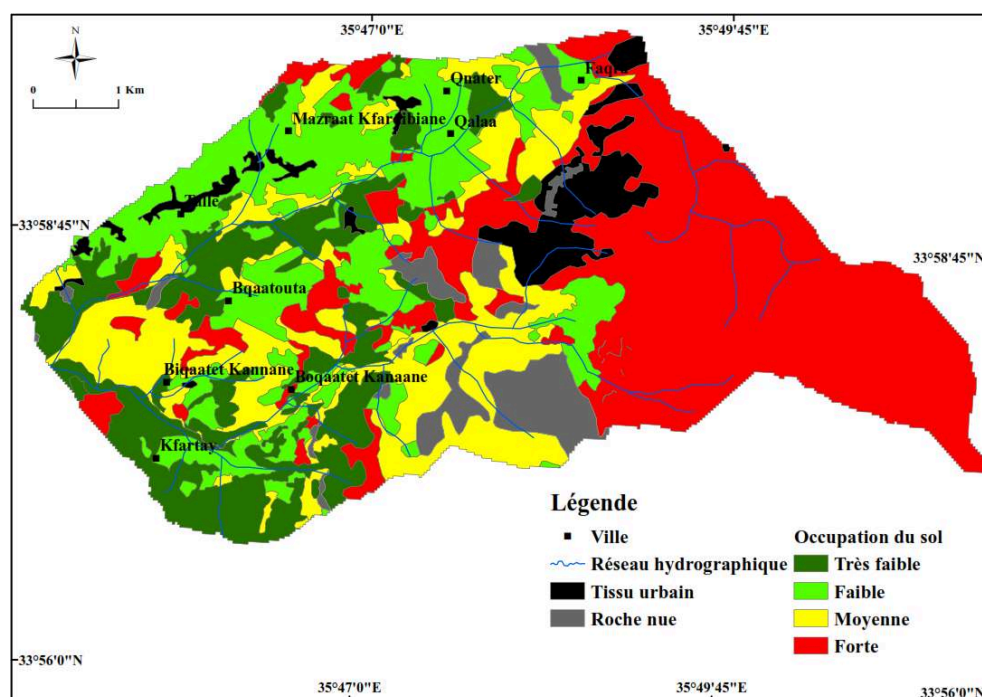 35°47'0"E
35°49'45"E
N
0 1 Km
Faqra
Quater
Mazraat Kfardibiane
Qalaa
Tille
33°58'45"N
33°58'45"N
Bqaatouta
Biqaatet Kannane
Boqaatet Kanaane
Kfartay
Légende
Ville
Réseau hydrographique
Tissu urbain
Roche nue
Occupation du sol
Très faible
Faible
Moyenne
Forte
33°56'0"N
35°47'0"E
35°49'45"E
33°56'0"N